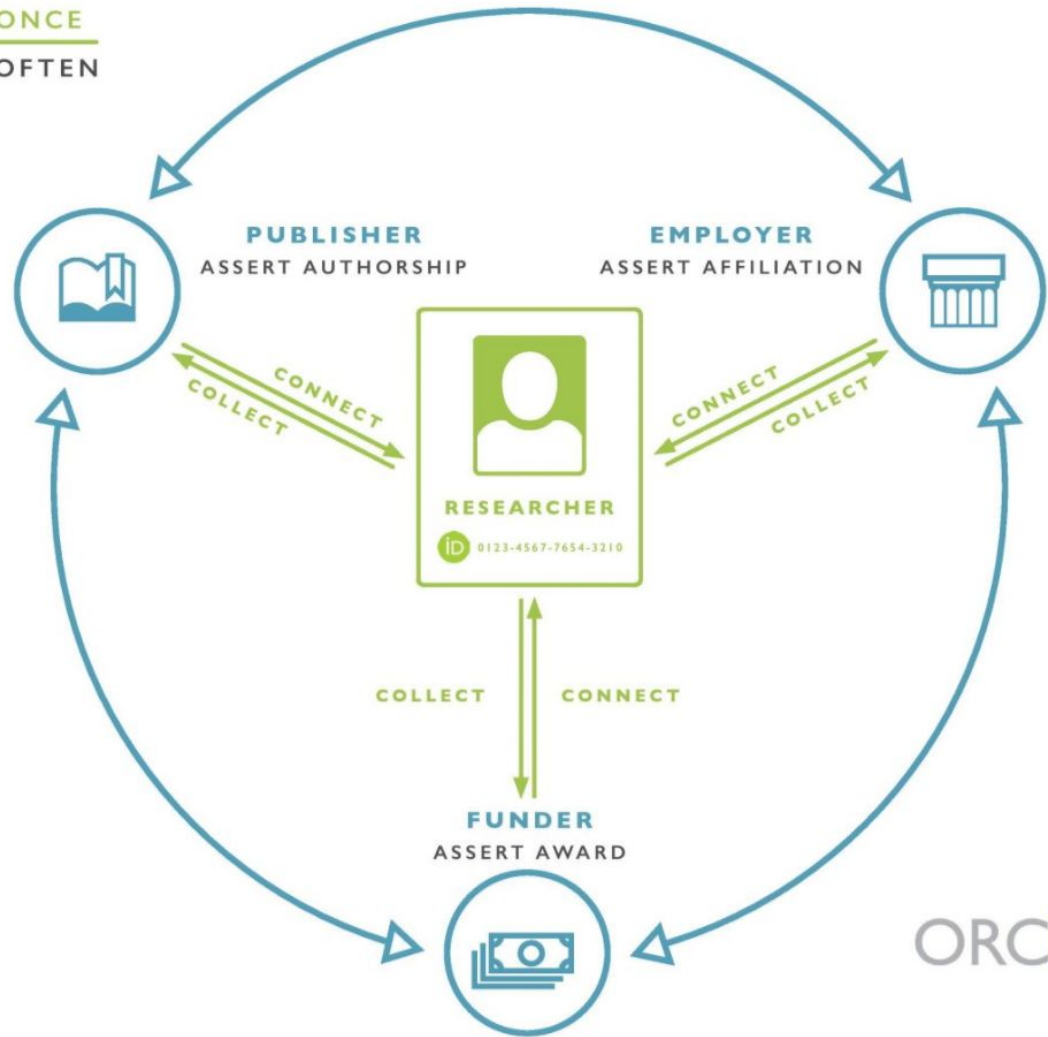 ONCE
OFTEN
PUBLISHER
ASSERT AUTHORSHIP
EMPLOYER
ASSERT AFFILIATION
CONNECT
COLLECT
CONNECT
COLLECT
RESEARCHER
iD 0123-4567-7654-3210
COLLECT
CONNECT
FUNDER
ASSERT AWARD
ORC